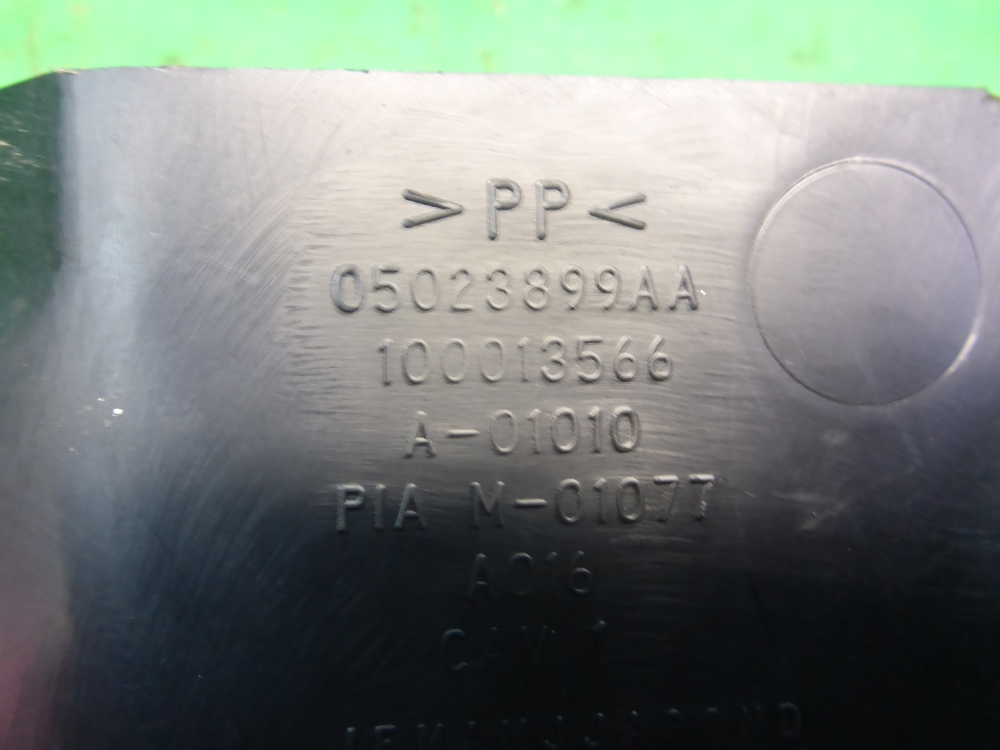 >PP<
05023899AA
100013566
A-01010
PIA M-01077
A016
CAV 1